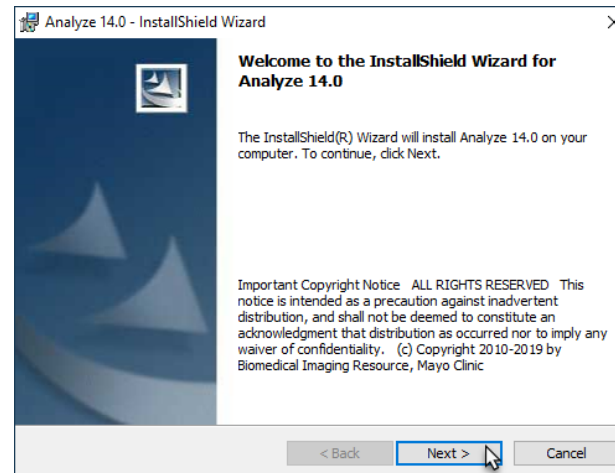 Analyze 14.0 - InstallShield Wizard
Welcome to the InstallShield Wizard for
Analyze 14.0
The InstallShield(R) Wizard will install Analyze 14.0 on your
computer. To continue, click Next.
Important Copyright Notice   ALL RIGHTS RESERVED   This
notice is intended as a precaution against inadvertent
distribution, and shall not be deemed to constitute an
acknowledgment that distribution as occurred nor to imply any
waiver of confidentiality.   (c) Copyright 2010-2019 by
Biomedical Imaging Resource, Mayo Clinic
< Back   Next >   Cancel